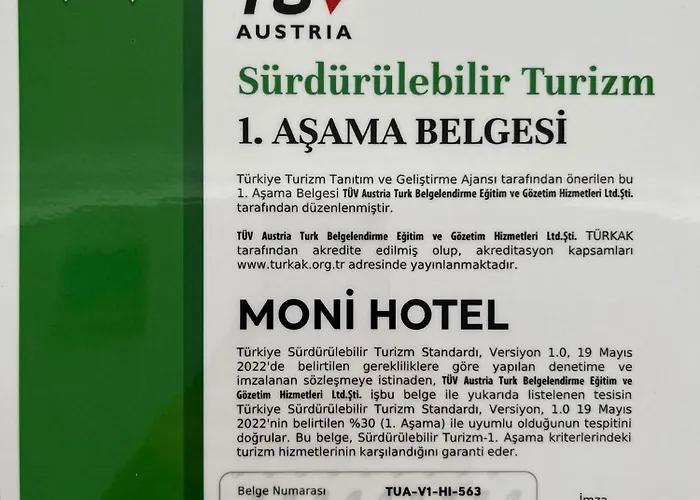 TÜV
AUSTRIA
Sürdürülebilir Turizm
1. AŞAMA BELGESİ
Türkiye Turizm Tanıtım ve Geliştirme Ajansı tarafından önerilen bu
1. Aşama Belgesi TÜV Austria Turk Belgelendirme Eğitim ve Gözetim Hizmetleri Ltd.Şti.
tarafından düzenlenmiştir.
TÜV Austria Turk Belgelendirme Eğitim ve Gözetim Hizmetleri Ltd.Şti. TÜRKAK
tarafından akredite edilmiş olup, akreditasyon kapsamları
www.turkak.org.tr adresinde yayınlanmaktadır.
MONİ HOTEL
Türkiye Sürdürülebilir Turizm Standardı, Versiyon 1.0, 19 Mayıs
2022'de belirtilen gerekliliklere göre yapılan denetime ve
imzalanan sözleşmeye istinaden, TÜV Austria Turk Belgelendirme Eğitim ve
Gözetim Hizmetleri Ltd.Şti. işbu belge ile yukarıda listelenen tesisin
Türkiye Sürdürülebilir Turizm Standardı, Versiyon, 1.0 19 Mayıs
2022'nin belirtilen %30 (1. Aşama) ile uyumlu olduğunun tespitini
doğrular. Bu belge, Sürdürülebilir Turizm-1. Aşama kriterlerindeki
turizm hizmetlerinin karşılandığını garanti eder.
Belge Numarası TUA-V1-HI-563
İmza